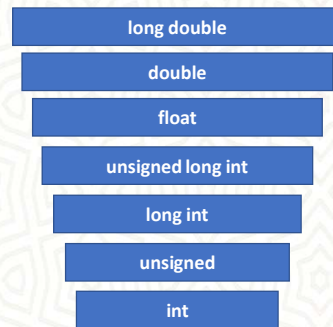 long double
double
float
unsigned long int
long int
unsigned
int